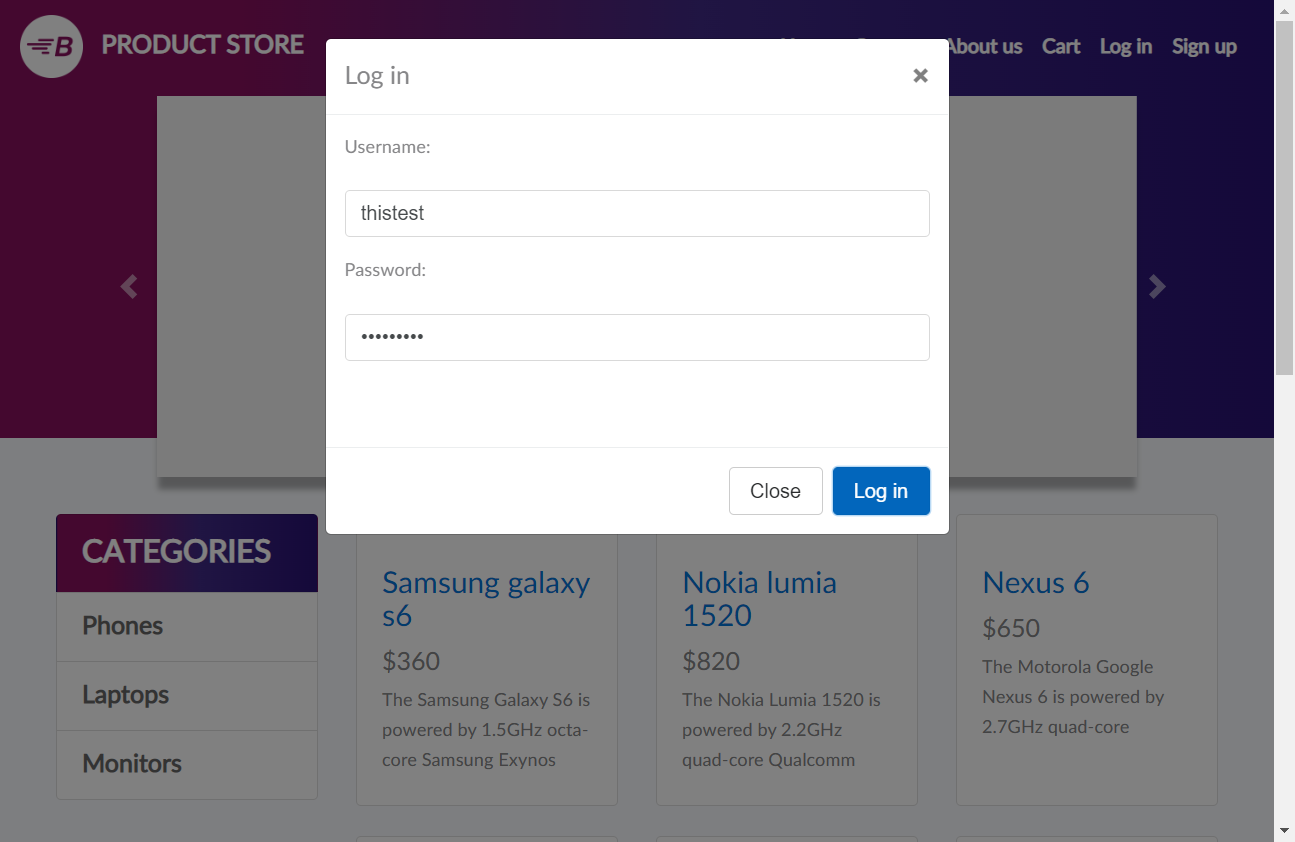 B PRODUCT STORE
About us Cart Log in Sign up
Log in
×
Username:
thistest
Password:
•••••••••
Close Log in
CATEGORIES
Phones
Laptops
Monitors
Samsung galaxy
s6
$360
The Samsung Galaxy S6 is
powered by 1.5GHz octa-
core Samsung Exynos
Nokia lumia
1520
$820
The Nokia Lumia 1520 is
powered by 2.2GHz
quad-core Qualcomm
Nexus 6
$650
The Motorola Google
Nexus 6 is powered by
2.7GHz quad-core